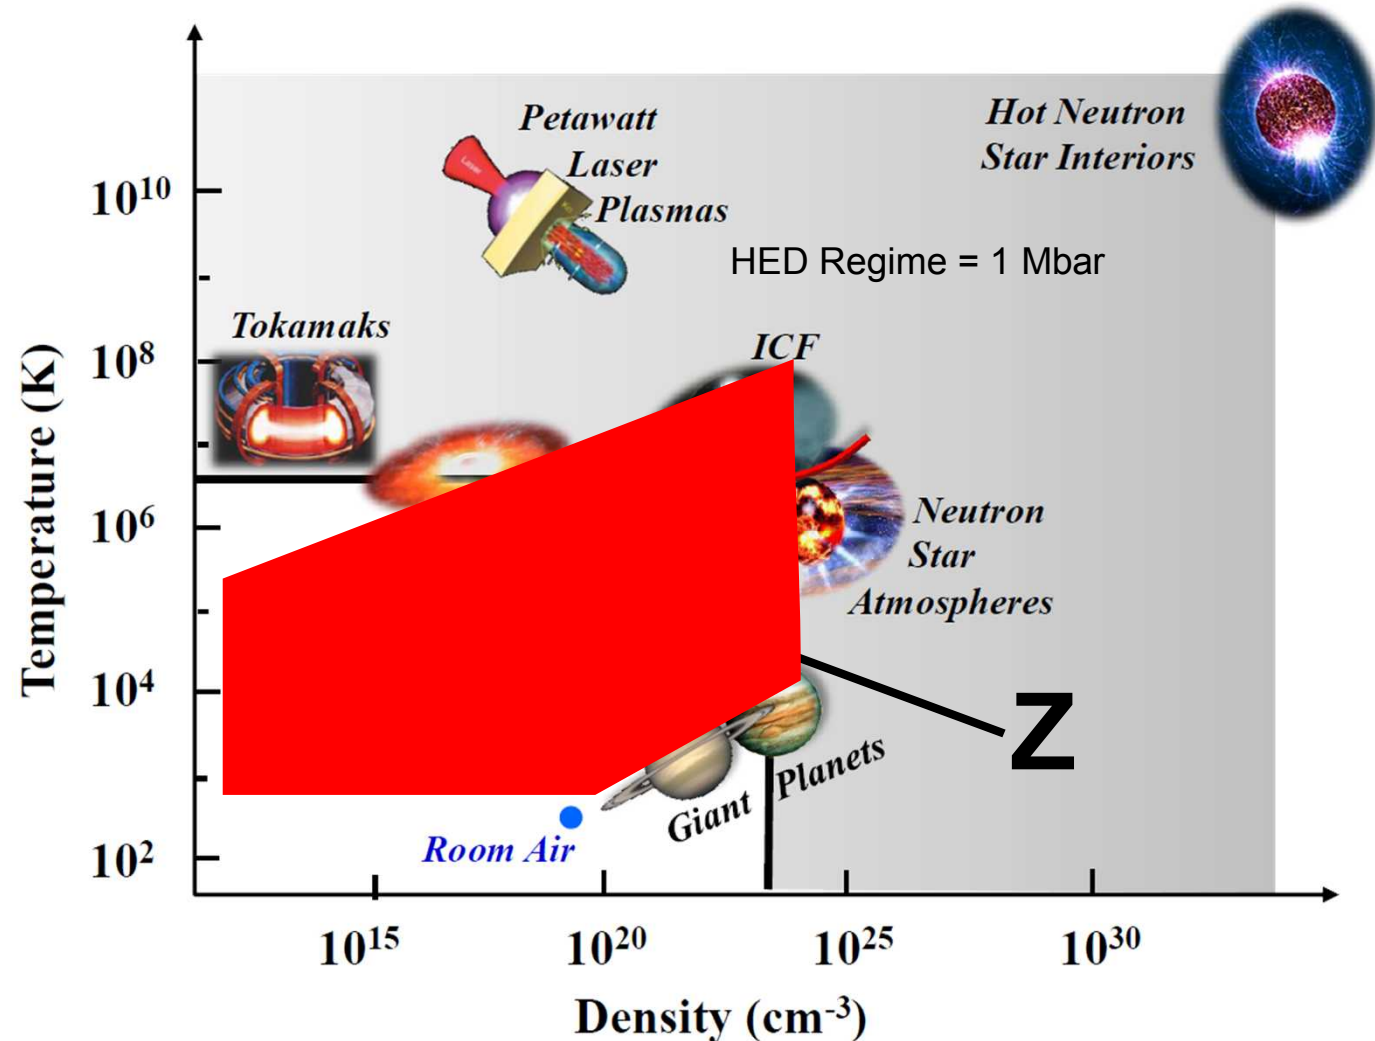 Petawatt
Laser
Plasmas
Laser
Hot Neutron
Star Interiors
HED Regime = 1 Mbar
Tokamaks
ICF
Neutron
Star
Atmospheres
Z
Giant Planets
Room Air
Temperature (K)
10¹⁰
10⁸
10⁶
10⁴
10²
10¹⁵ 10²⁰ 10²⁵ 10³⁰
Density (cm⁻³)